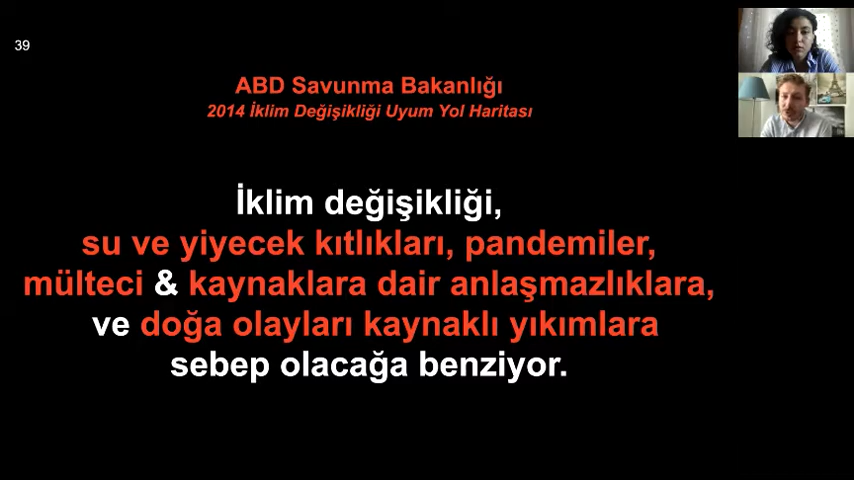 39
ABD Savunma Bakanlığı
2014 İklim Değişikliği Uyum Yol Haritası
İklim değişikliği,
su ve yiyecek kıtlıkları, pandemiler,
mülteci & kaynaklara dair anlaşmazlıklara,
ve doğa olayları kaynaklı yıkımlara
sebep olacağa benziyor.